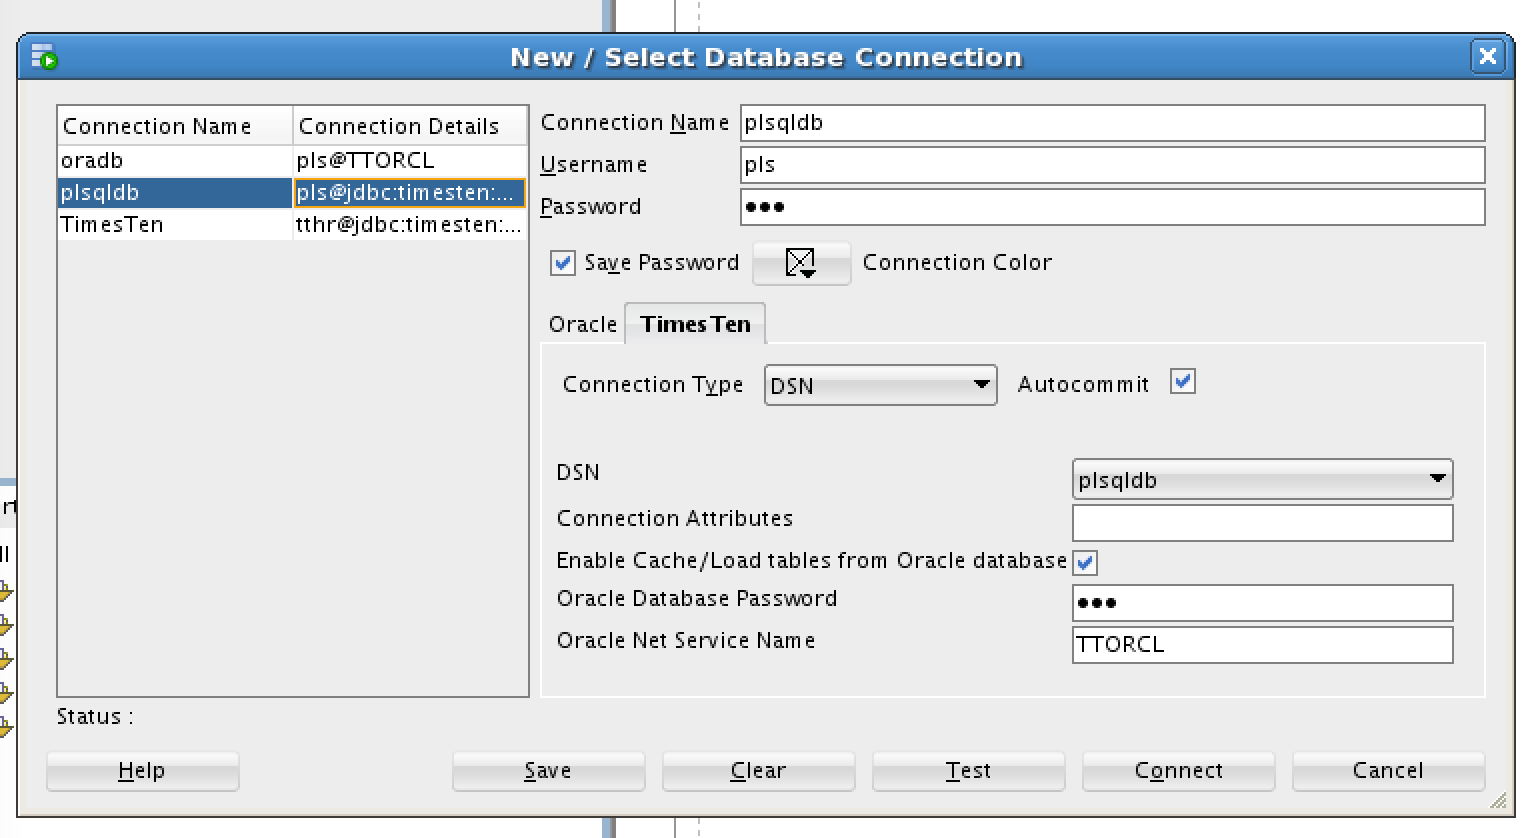 New / Select Database Connection
Connection Name Connection Details
oradb pls@TTORCL
plsqldb pls@jdbc:timesten:...
TimesTen tthr@jdbc:timesten:...
Connection Name plsqldb
Username pls
Password •••
Save Password Connection Color
Oracle TimesTen
Connection Type DSN Autocommit
DSN plsqldb
Connection Attributes
Enable Cache/Load tables from Oracle database
Oracle Database Password •••
Oracle Net Service Name TTORCL
Status :
Help Save Clear Test Connect Cancel